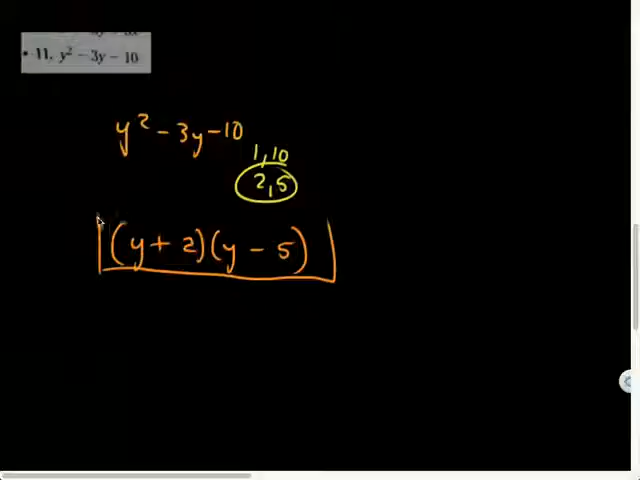 • 11. y² − 3y − 10
y² − 3y − 10
1, 10
2, 5
(y + 2)(y − 5)